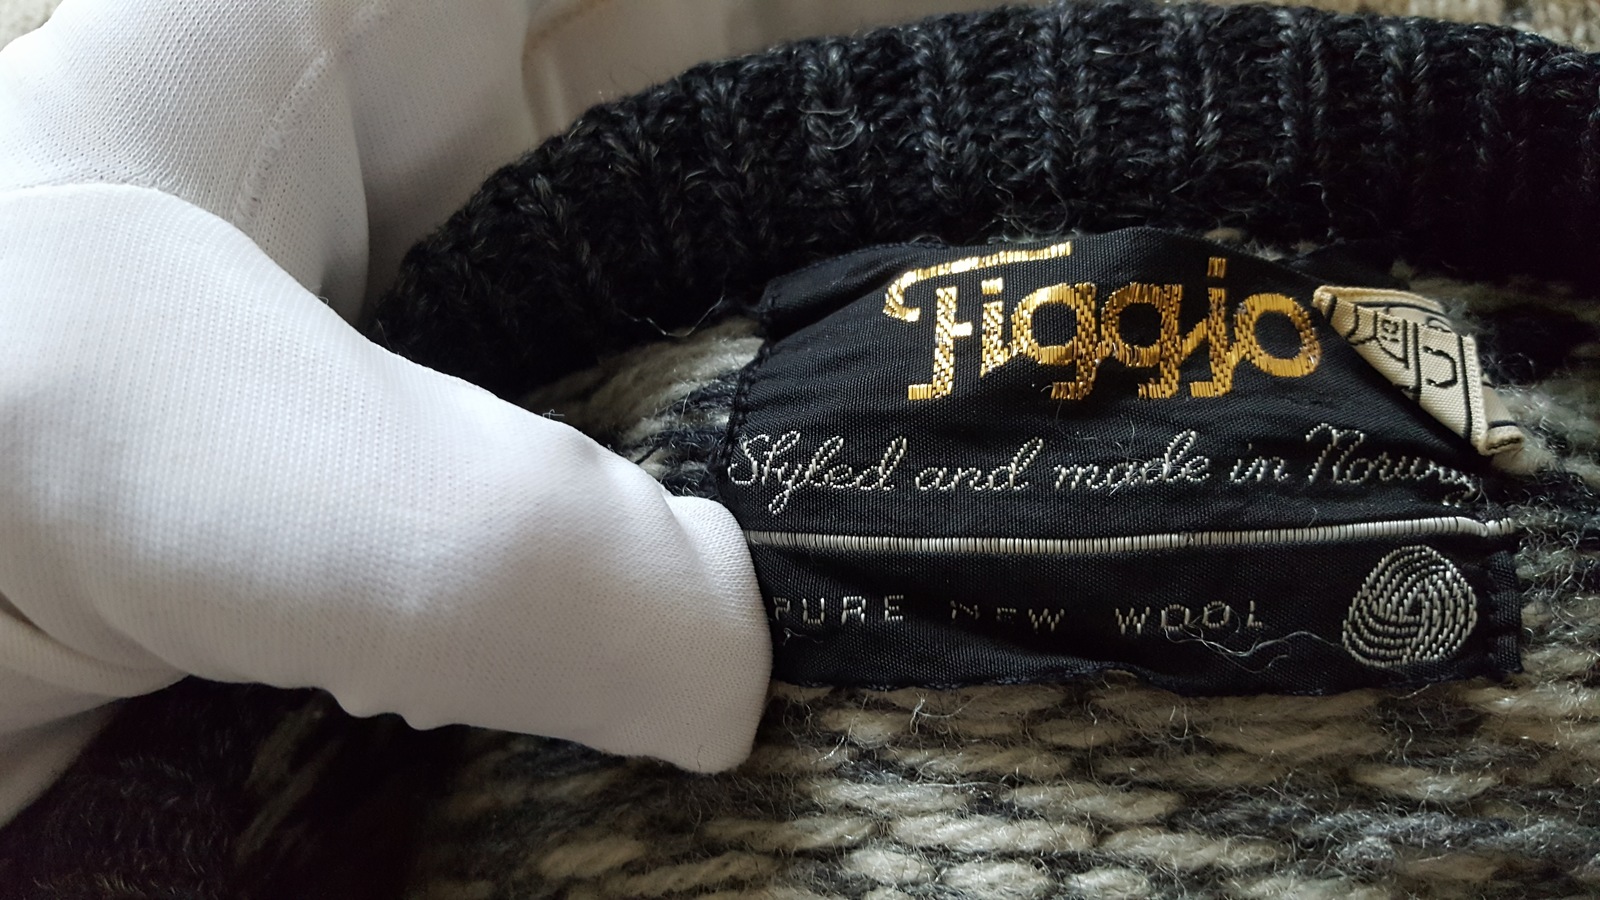 Figgjo
Styled and made in Norway
PURE NEW WOOL